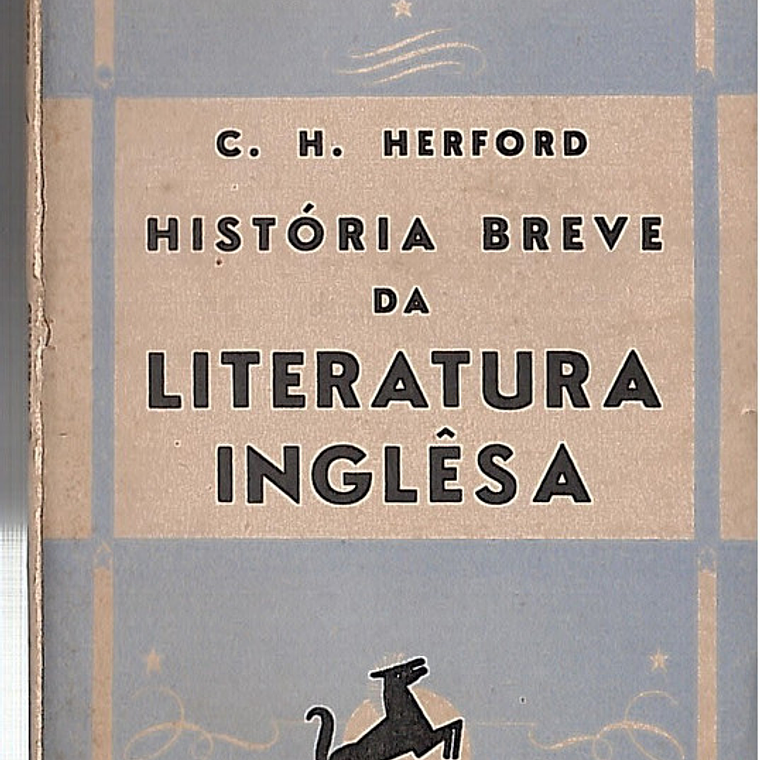 C. H. HERFORD
HISTÓRIA BREVE
DA
LITERATURA
INGLÊSA